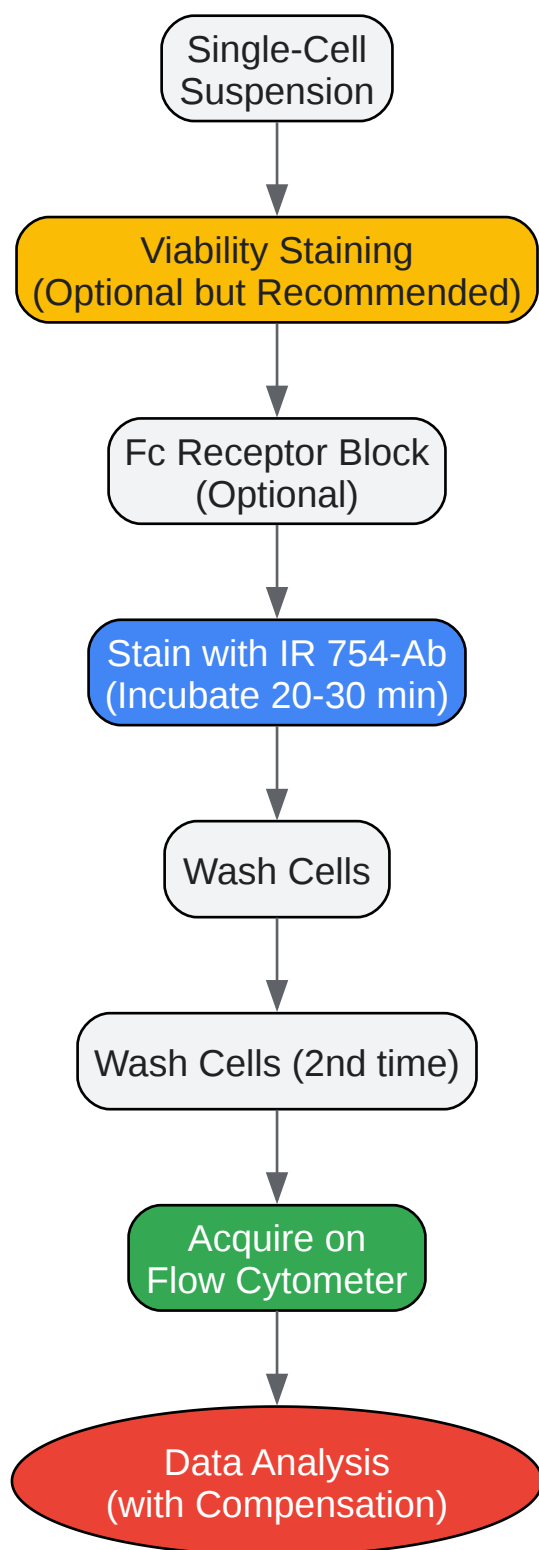 Single-Cell
Suspension
Viability Staining
(Optional but Recommended)
Fc Receptor Block
(Optional)
Stain with IR 754-Ab
(Incubate 20-30 min)
Wash Cells
Wash Cells (2nd time)
Acquire on
Flow Cytometer
Data Analysis
(with Compensation)